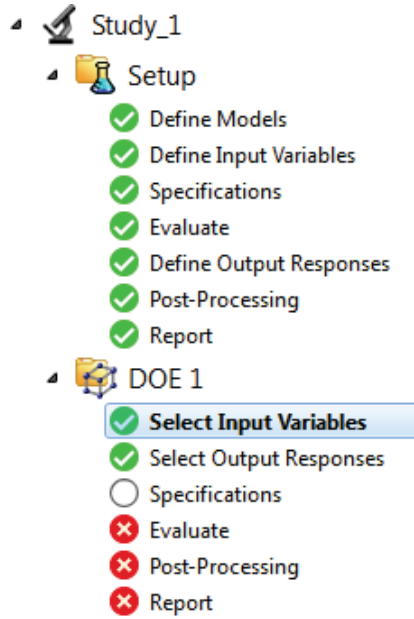 Study_1
Setup
Define Models
Define Input Variables
Specifications
Evaluate
Define Output Responses
Post-Processing
Report
DOE 1
Select Input Variables
Select Output Responses
Specifications
Evaluate
Post-Processing
Report